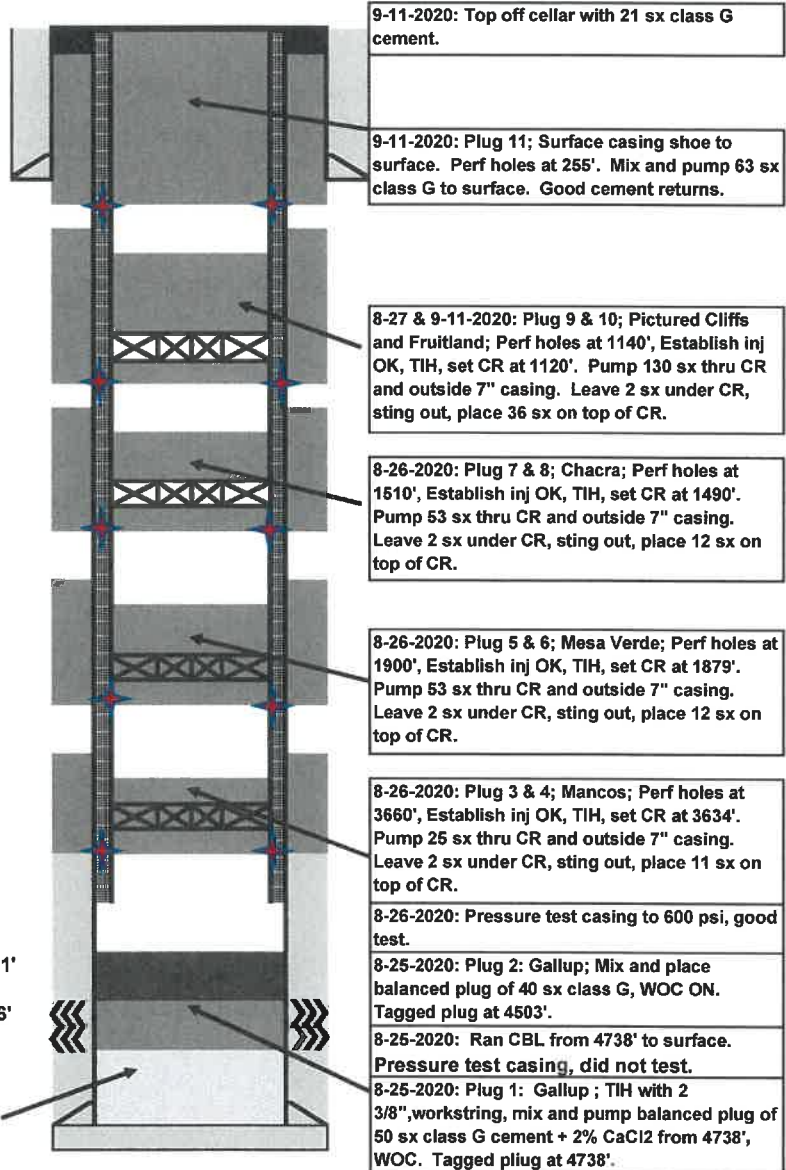 9-11-2020: Top off cellar with 21 sx class G
cement.
9-11-2020: Plug 11; Surface casing shoe to
surface. Perf holes at 255'. Mix and pump 63 sx
class G to surface. Good cement returns.
8-27 & 9-11-2020: Plug 9 & 10; Pictured Cliffs
and Fruitland; Perf holes at 1140', Establish inj
OK, TIH, set CR at 1120'. Pump 130 sx thru CR
and outside 7" casing. Leave 2 sx under CR,
sting out, place 36 sx on top of CR.
8-26-2020: Plug 7 & 8; Chacra; Perf holes at
1510', Establish inj OK, TIH, set CR at 1490'.
Pump 53 sx thru CR and outside 7" casing.
Leave 2 sx under CR, sting out, place 12 sx on
top of CR.
8-26-2020: Plug 5 & 6; Mesa Verde; Perf holes at
1900', Establish inj OK, TIH, set CR at 1879'.
Pump 53 sx thru CR and outside 7" casing.
Leave 2 sx under CR, sting out, place 12 sx on
top of CR.
8-26-2020: Plug 3 & 4; Mancos; Perf holes at
3660', Establish inj OK, TIH, set CR at 3634'.
Pump 25 sx thru CR and outside 7" casing.
Leave 2 sx under CR, sting out, place 11 sx on
top of CR.
8-26-2020: Pressure test casing to 600 psi, good
test.
8-25-2020: Plug 2: Gallup; Mix and place
balanced plug of 40 sx class G, WOC ON.
Tagged plug at 4503'.
8-25-2020: Ran CBL from 4738' to surface.
Pressure test casing, did not test.
8-25-2020: Plug 1: Gallup ; TIH with 2
3/8",workstring, mix and pump balanced plug of
50 sx class G cement + 2% CaCl2 from 4738',
WOC. Tagged pliug at 4738'.
1'
6'